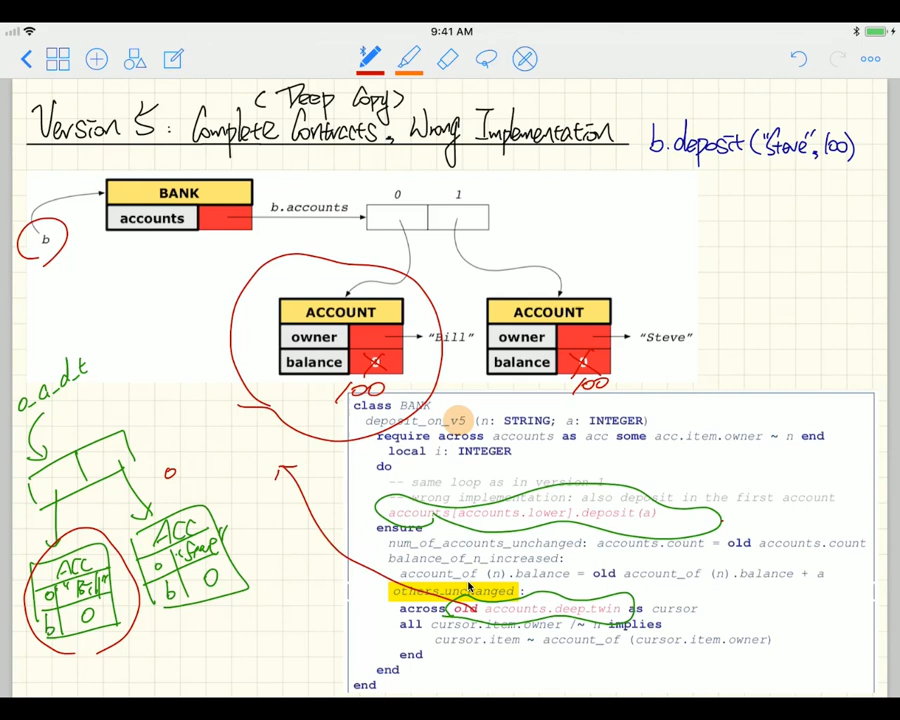 9:41 AM
(Deep Copy)
Version 5: Complete Contracts, Wrong Implementation
b.deposit("Steve", 100)
BANK
accounts
b.accounts
0 1
b
ACCOUNT
owner
"Bill"
balance
0
100
ACCOUNT
owner
"Steve"
balance
0
100
o_a_d_t
0
ACC
o "Bill"
b 0
ACC
o "Steve"
b 0
class BANK
deposit_on_v5 (n: STRING; a: INTEGER)
require across accounts as acc some acc.item.owner ~ n end
local i: INTEGER
do
-- same loop as in version 1
-- wrong implementation: also deposit in the first account
accounts[accounts.lower].deposit(a)
ensure
num_of_accounts_unchanged: accounts.count = old accounts.count
balance_of_n_increased:
account_of (n).balance = old account_of (n).balance + a
others_unchanged :
across old accounts.deep_twin as cursor
all cursor.item.owner /~ n implies
cursor.item ~ account_of (cursor.item.owner)
end
end
end